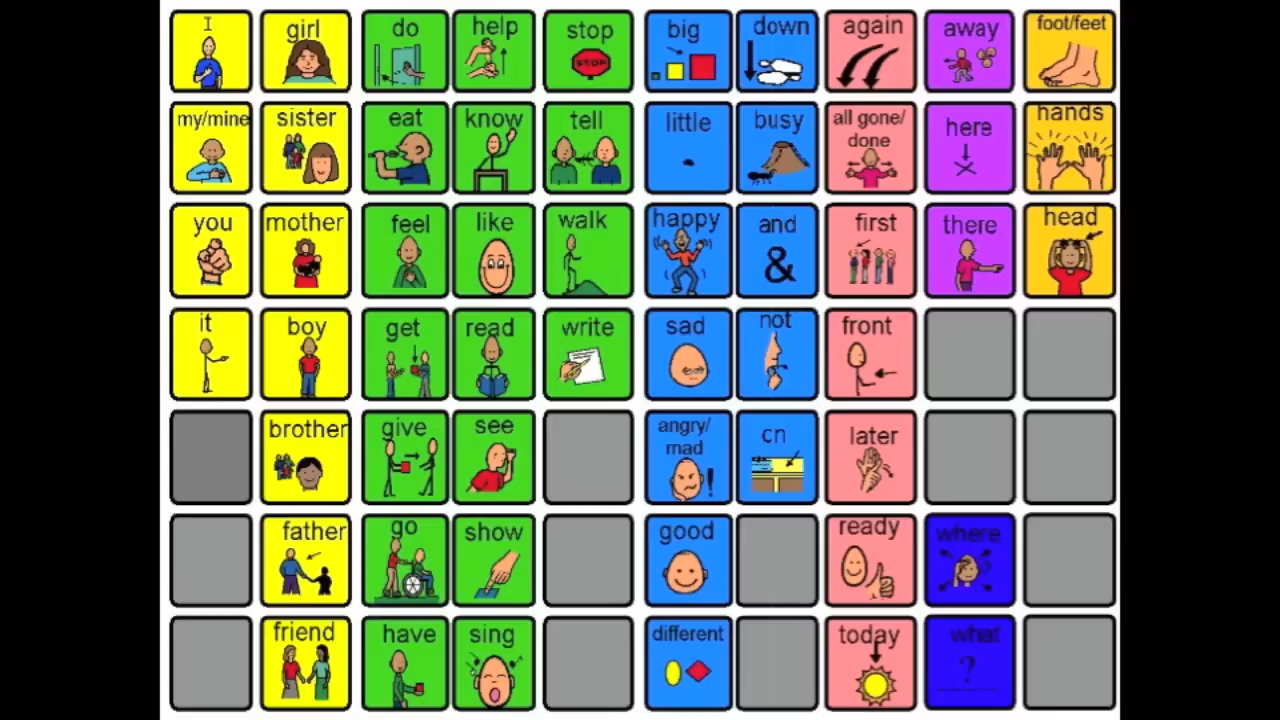 I girl do help stop big down again away foot/feet
STOP
my/mine sister eat know tell little busy all gone/ done here hands
you mother feel like walk happy and first there head
&
it boy get read write sad not front
brother give see angry/ mad cn later
!
father go show good ready where
friend have sing different today what
?